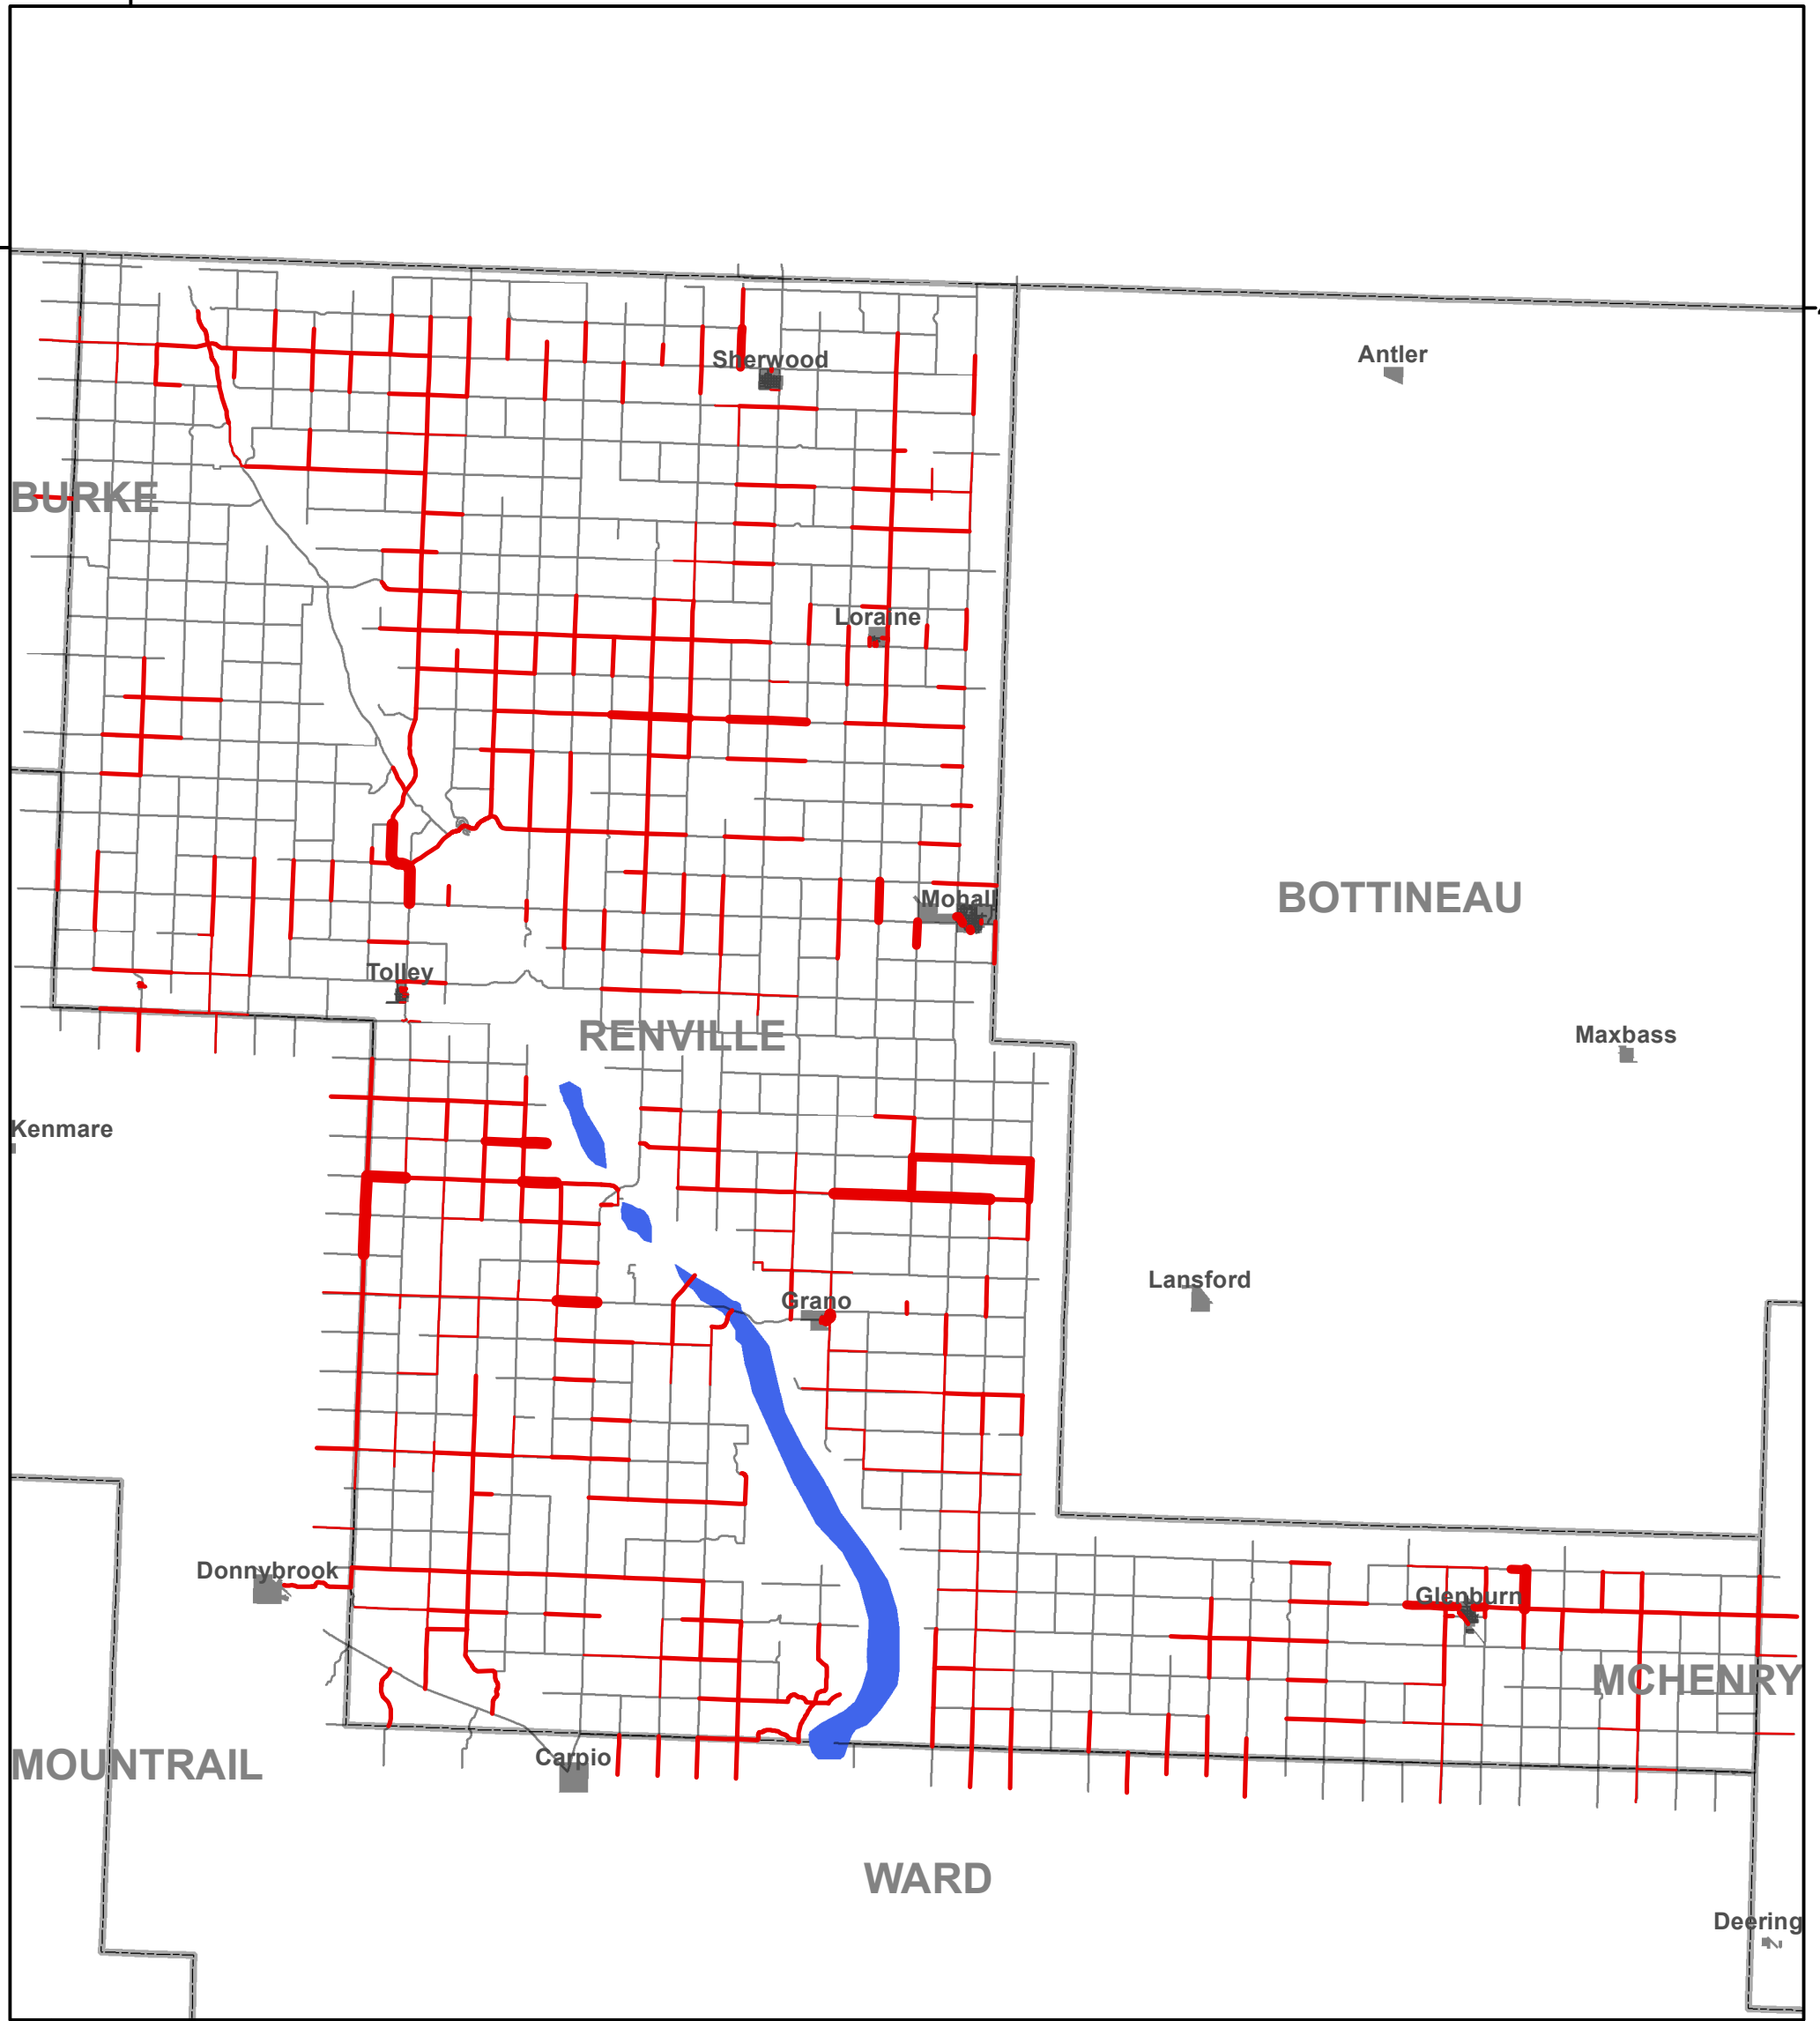 Antler
Sherwood
BURKE
Loraine
BOTTINEAU
Mohall
Tolley
RENVILLE
Maxbass
Kenmare
Lansford
Grano
Donnybrook
Glenburn
MCHENRY
Carpio
MOUNTRAIL
WARD
Deering